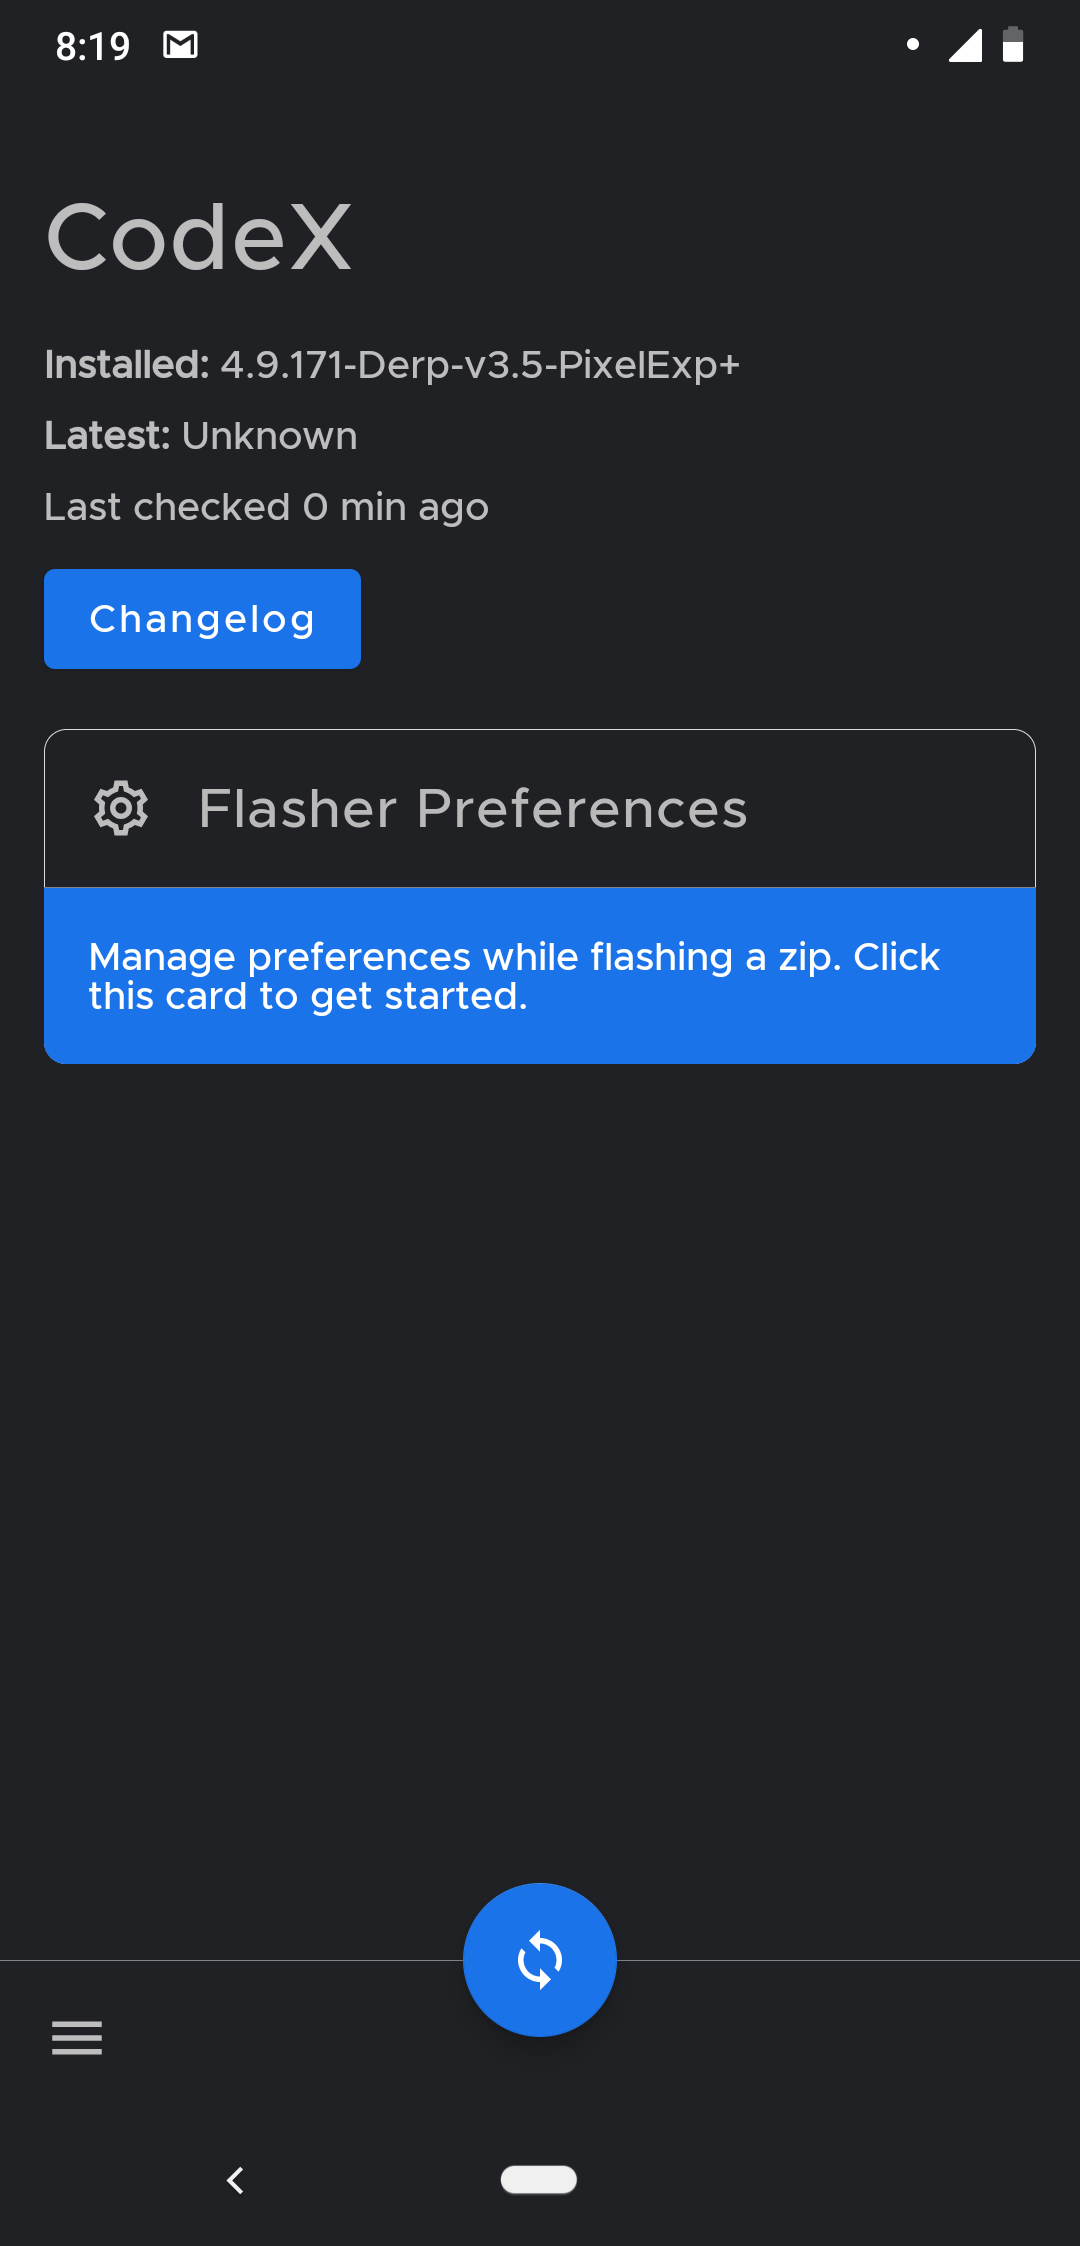 8:19
CodeX
Installed: 4.9.171-Derp-v3.5-PixelExp+
Latest: Unknown
Last checked 0 min ago
Changelog
Flasher Preferences
Manage preferences while flashing a zip. Click
this card to get started.